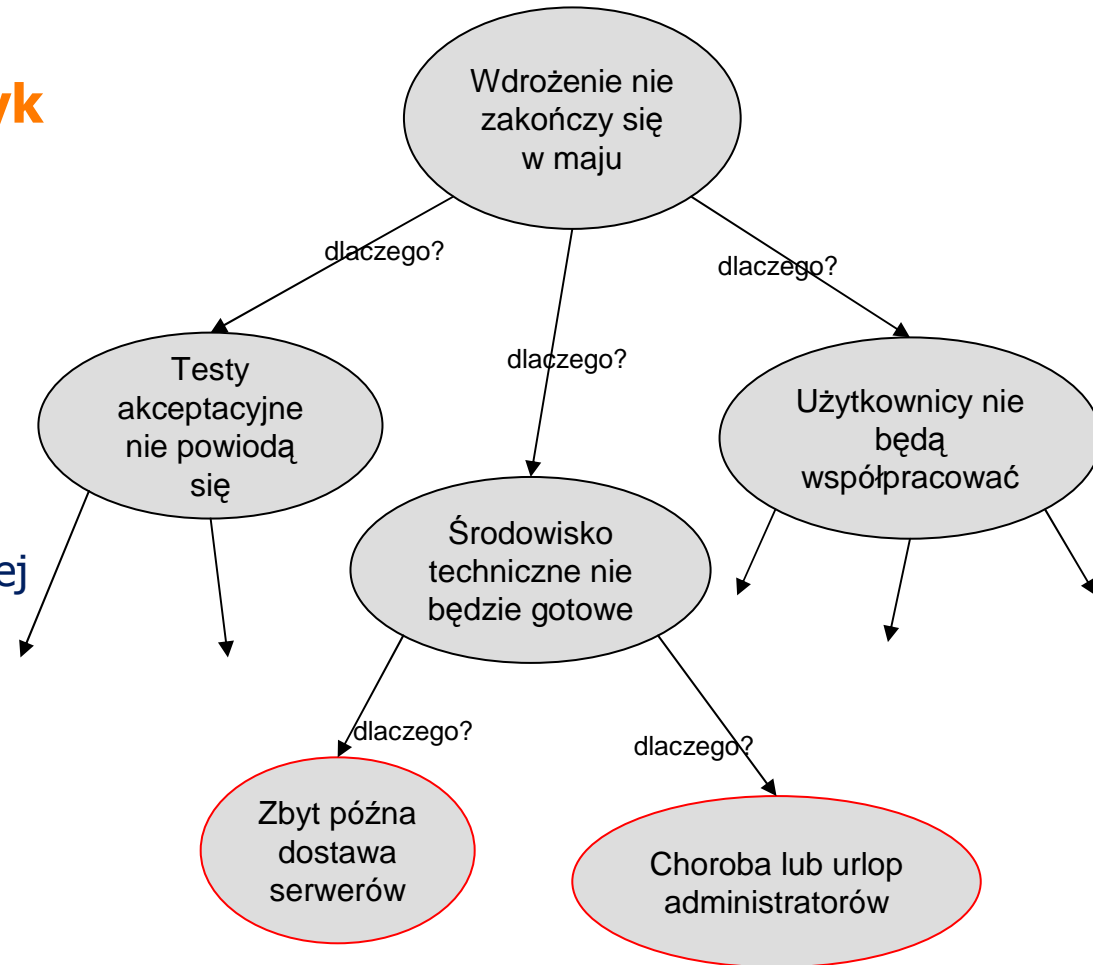 yk
Wdrożenie nie
zakończy się
w maju
dlaczego?
dlaczego?
dlaczego?
Testy
akceptacyjne
nie powiodą
się
Użytkownicy nie
będą
współpracować
Środowisko
techniczne nie
będzie gotowe
ej
dlaczego?
dlaczego?
Zbyt późna
dostawa
serwerów
Choroba lub urlop
administratorów